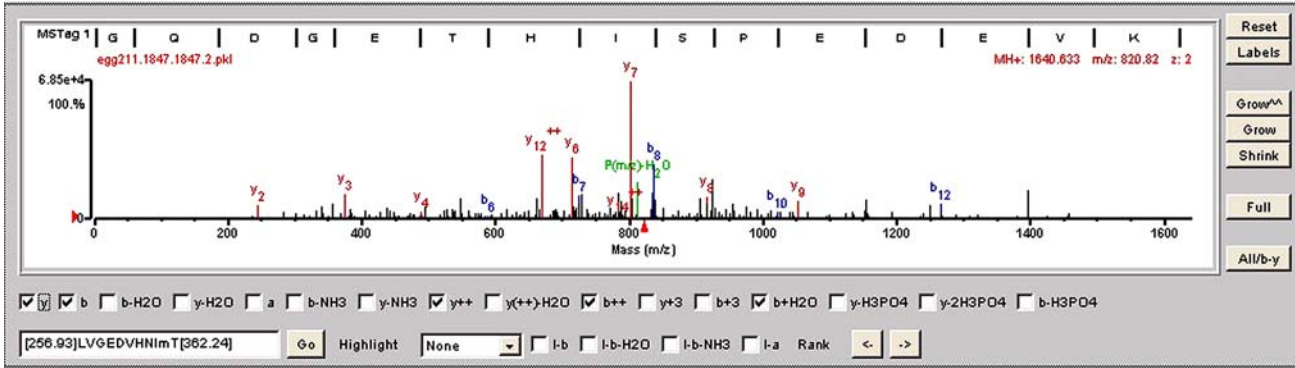 MSTag 1 | G | Q | D | G | E | T | H | I | S | P | E | D | E | V | K |
egg211.1847.1847.2.pkl MH+: 1640.633 m/z: 820.82 z: 2
6.85e+4
100.%
0
y2 y3 y4 b6 y12 ++ y6 b7 y7 P(m/z)-H2O ++ y14 b8 y8 b10 y9 b12
0 200 400 600 800 1000 1200 1400 1600
Mass (m/z)
Reset
Labels
Grow^^
Grow
Shrink
Full
All/b-y
y b b-H2O y-H2O a b-NH3 y-NH3 y++ y(++)-H2O b++ y+3 b+3 b+H2O y-H3PO4 y-2H3PO4 b-H3PO4
[256.93]LVGEDVHNImT[362.24] Go Highlight None I-b I-b-H2O I-b-NH3 I-a Rank <- ->